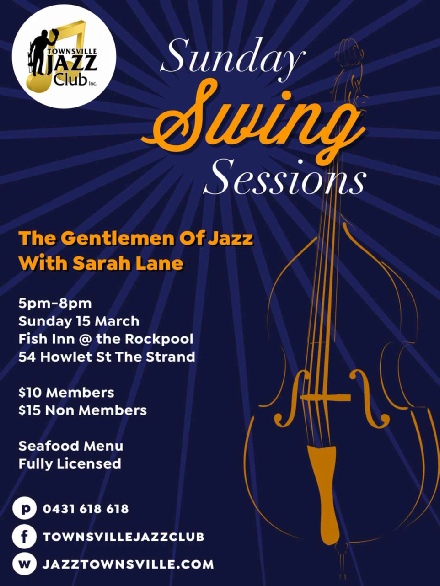 TOWNSVILLE
JAZZ
Club Inc.
Sunday
Swing
Sessions
The Gentlemen Of Jazz
With Sarah Lane
5pm-8pm
Sunday 15 March
Fish Inn @ the Rockpool
54 Howlet St The Strand
$10 Members
$15 Non Members
Seafood Menu
Fully Licensed
p 0431 618 618
f TOWNSVILLEJAZZCLUB
w JAZZTOWNSVILLE.COM